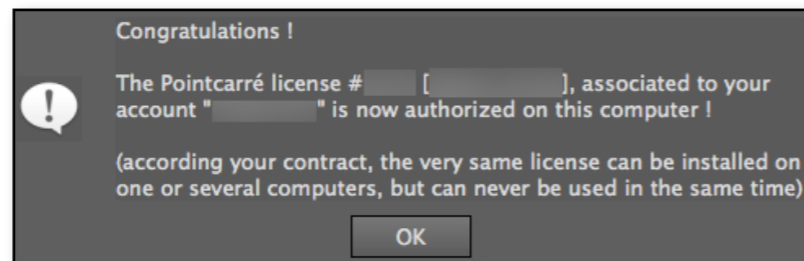 Congratulations !
The Pointcarré license # [ ], associated to your
account " " is now authorized on this computer !
(according your contract, the very same license can be installed on
one or several computers, but can never be used in the same time)
OK